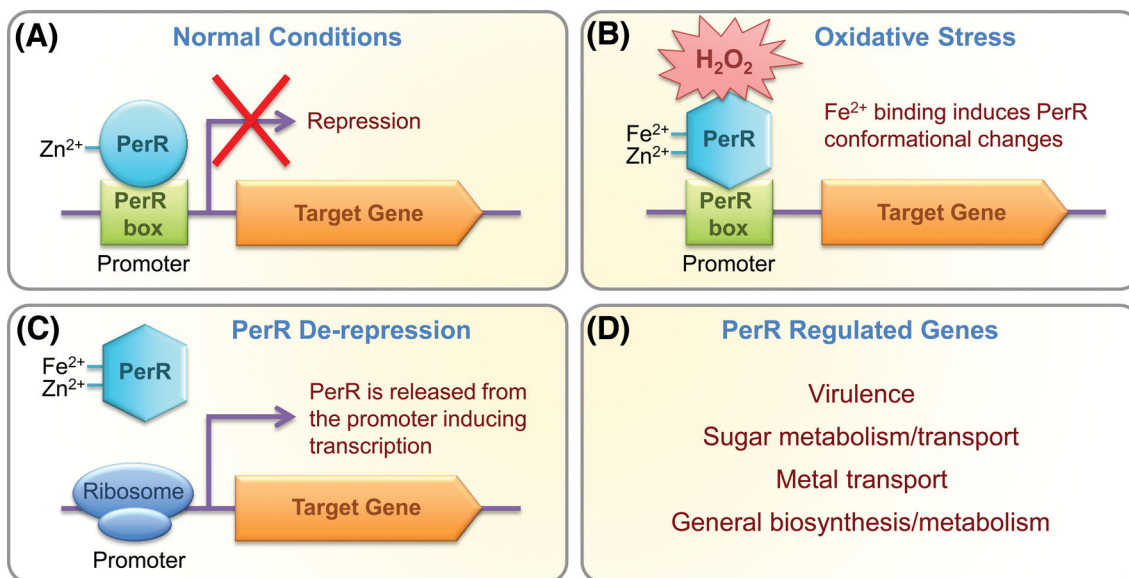 (A)
Normal Conditions
Zn²⁺
PerR
Repression
PerR
box
Target Gene
Promoter
(B)
Oxidative Stress
H₂O₂
Fe²⁺
Zn²⁺
PerR
Fe²⁺ binding induces PerR
conformational changes
PerR
box
Target Gene
Promoter
(C)
PerR De-repression
Fe²⁺
Zn²⁺
PerR
PerR is released from
the promoter inducing
transcription
Ribosome
Target Gene
Promoter
(D)
PerR Regulated Genes
Virulence
Sugar metabolism/transport
Metal transport
General biosynthesis/metabolism